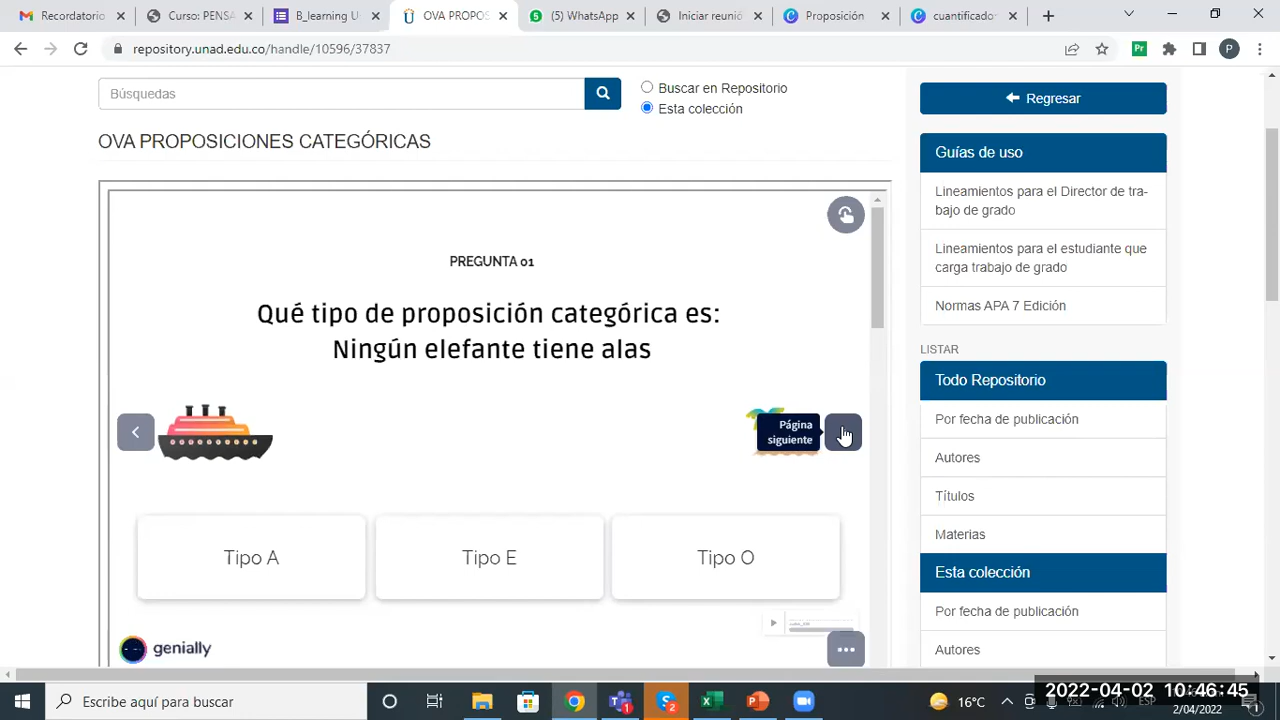 Recordatorio
Curso: PENSA
B_learning U
OVA PROPOS
(5) WhatsApp
Iniciar reunió
Proposición
cuantificado
repository.unad.edu.co/handle/10596/37837
P
Búsquedas
Buscar en Repositorio
Esta colección
Regresar
OVA PROPOSICIONES CATEGÓRICAS
Guías de uso
Lineamientos para el Director de tra-
bajo de grado
Lineamientos para el estudiante que
carga trabajo de grado
Normas APA 7 Edición
LISTAR
Todo Repositorio
Por fecha de publicación
Autores
Títulos
Materias
Esta colección
Por fecha de publicación
Autores
PREGUNTA 01
Qué tipo de proposición categórica es:
Ningún elefante tiene alas
Página
siguiente
Tipo A
Tipo E
Tipo O
genially
Escribe aquí para buscar
16°C
2022-04-02 10:46:45
2/04/2022